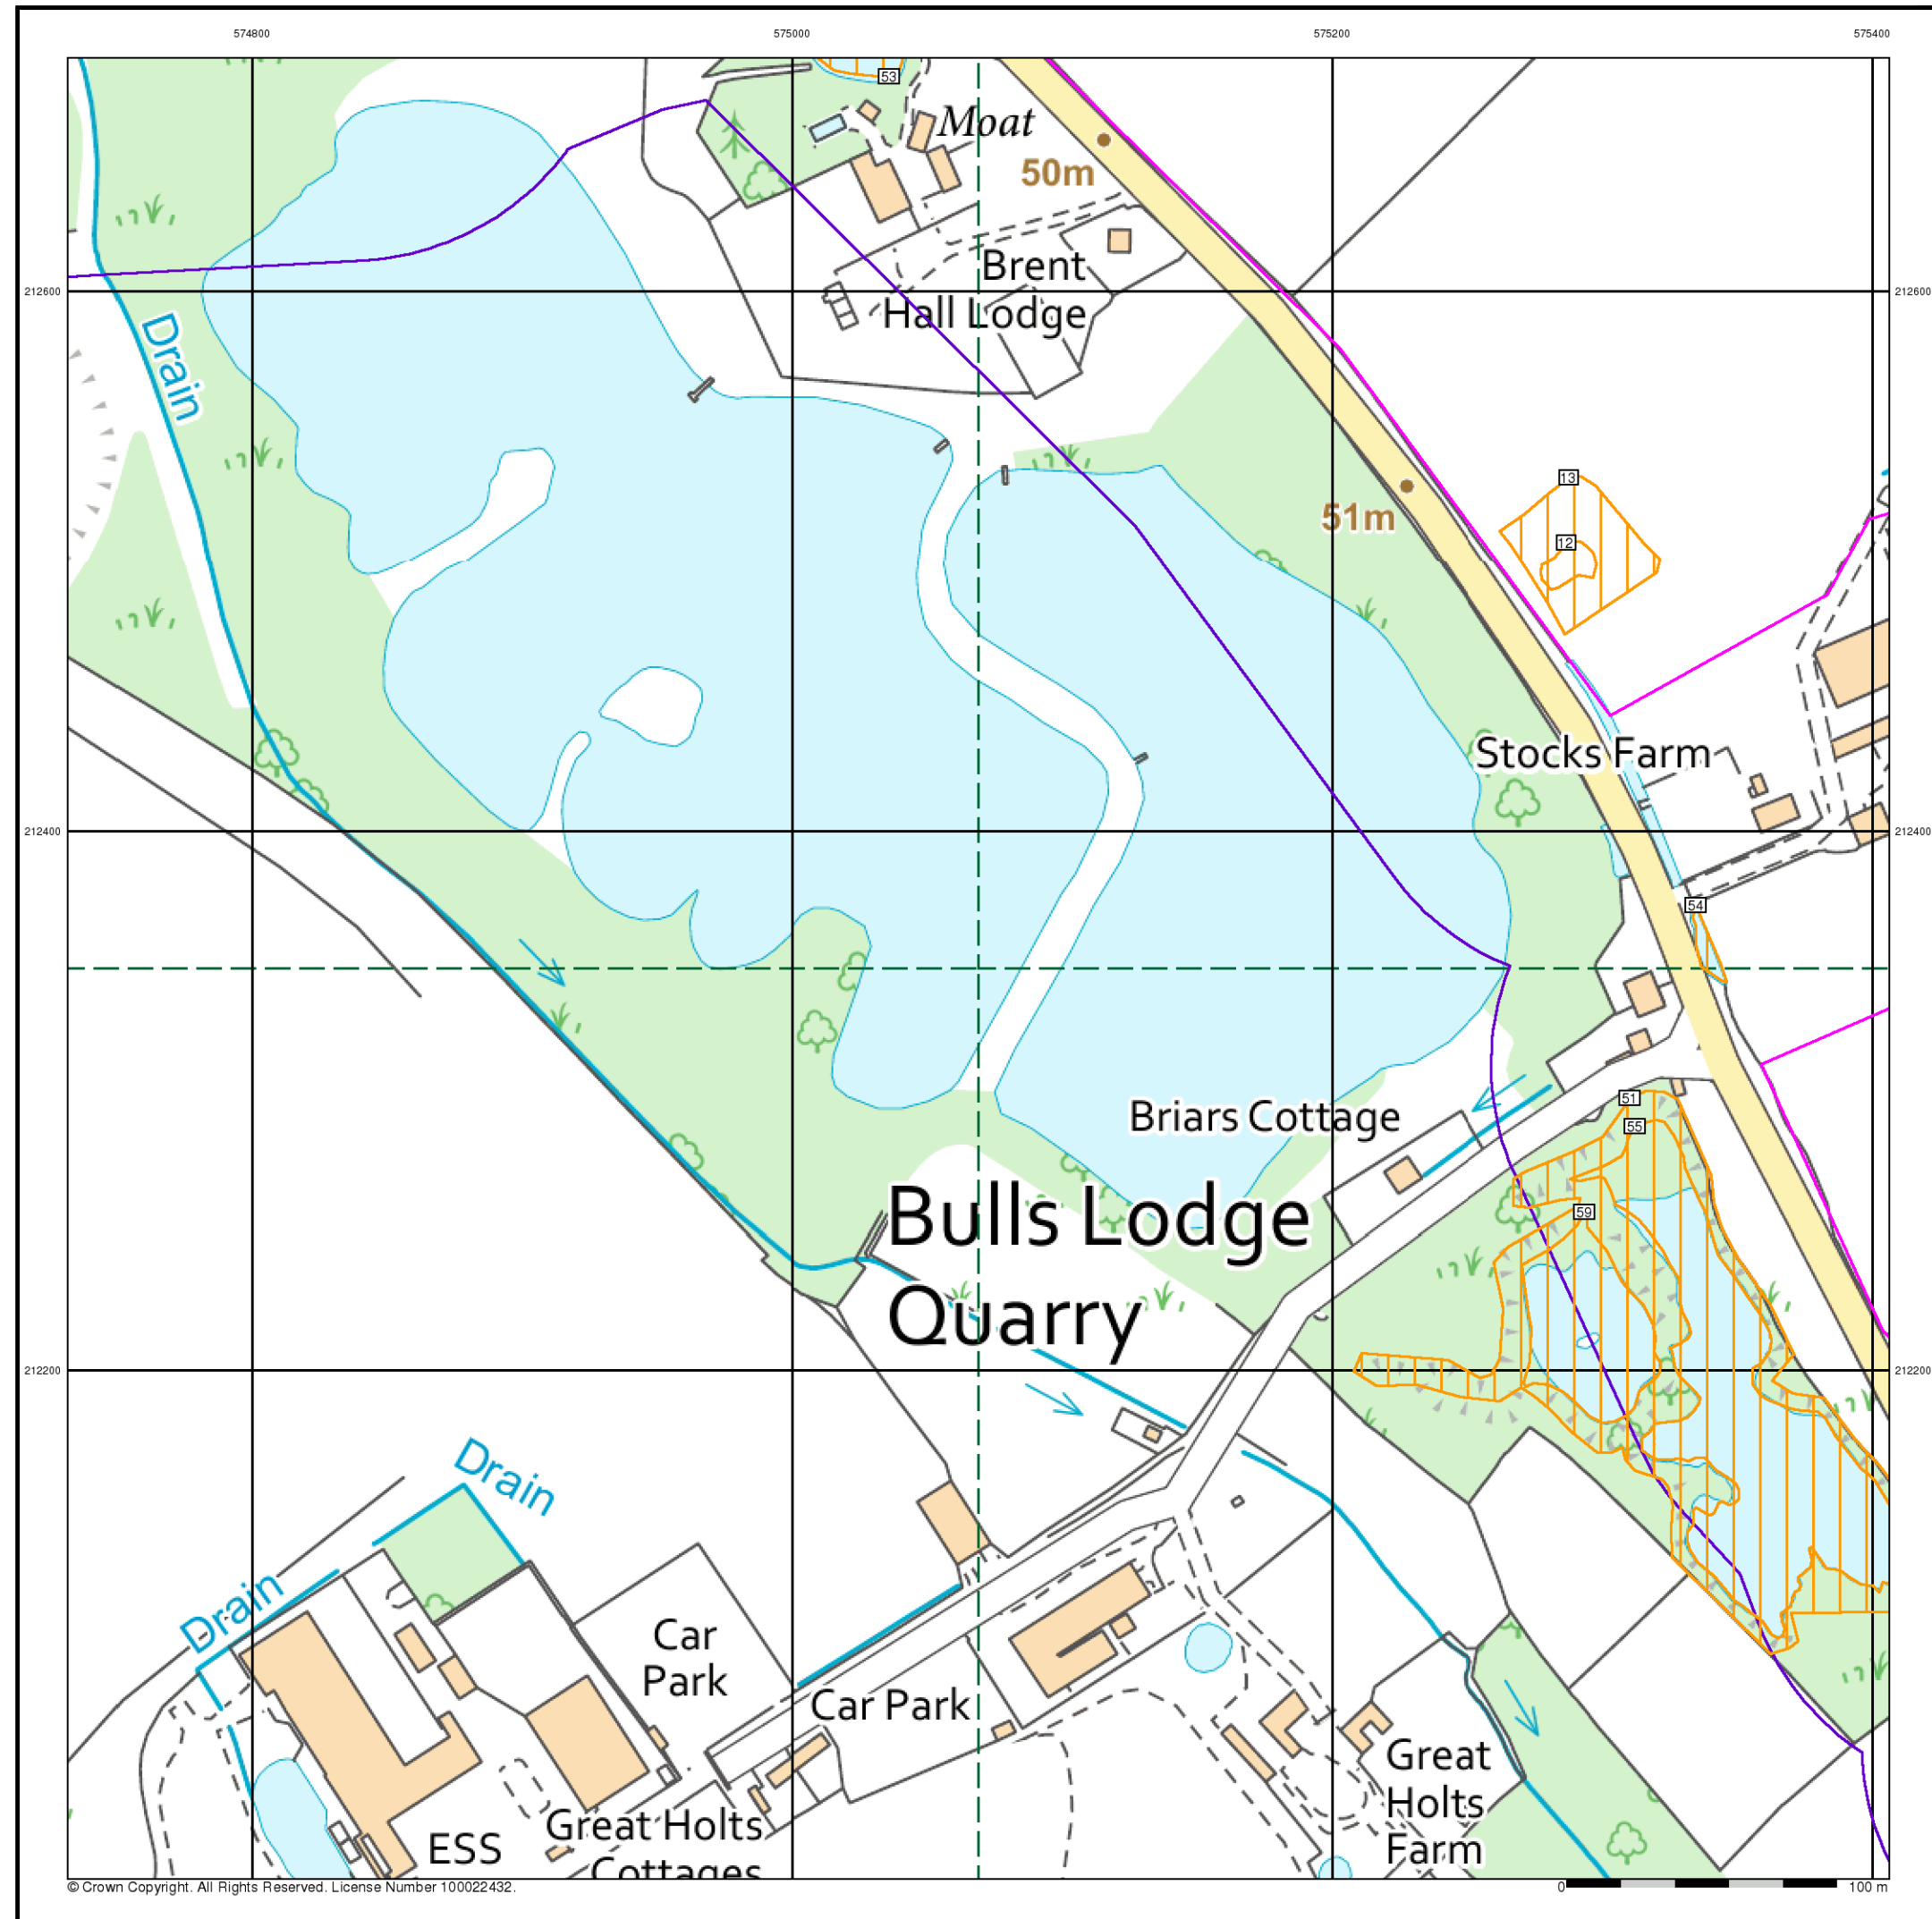 574800
575000
575200
575400
53
Moat
50m
Brent
Hall Lodge
212600
212600
Drain
13
51m
12
Stocks Farm
212400
212400
54
Briars Cottage
51
55
Bulls Lodge
Quarry
59
212200
212200
Drain
Drain
Car
Park
Car Park
Great
Holts
Farm
Great Holts
Cottages
ESS
© Crown Copyright. All Rights Reserved. License Number 100022432.
0
100 m